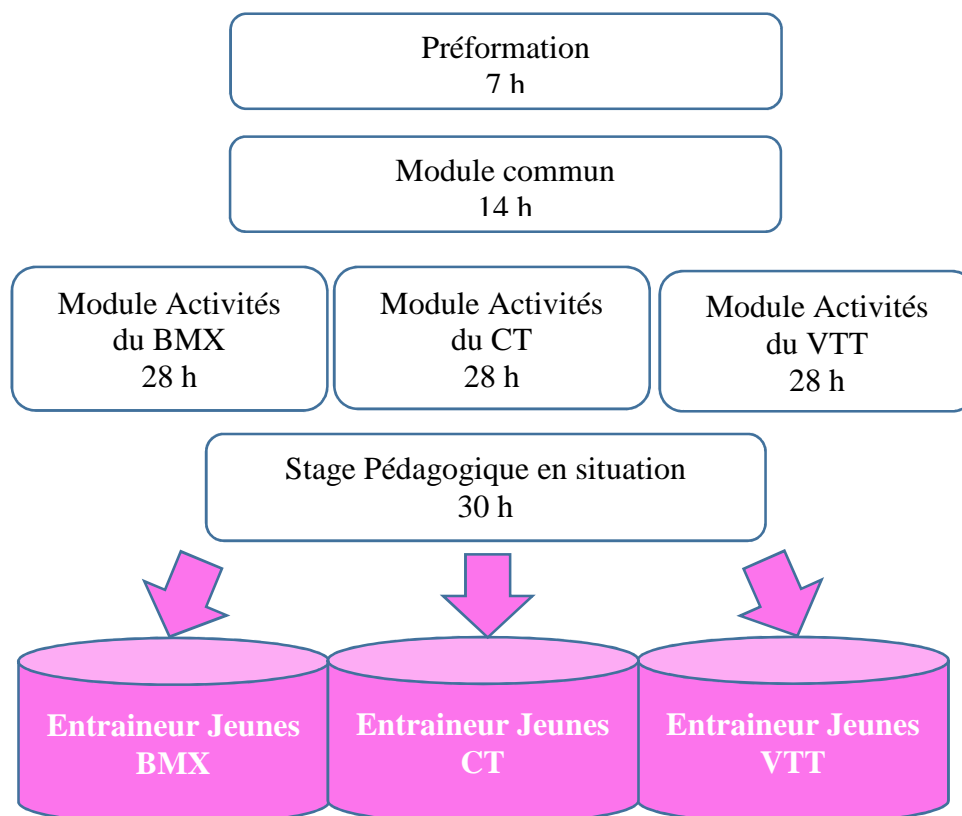 Préformation
7 h
Module commun
14 h
Module Activités
du BMX
28 h
Module Activités
du CT
28 h
Module Activités
du VTT
28 h
Stage Pédagogique en situation
30 h
Entraineur Jeunes
BMX
Entraineur Jeunes
CT
Entraineur Jeunes
VTT